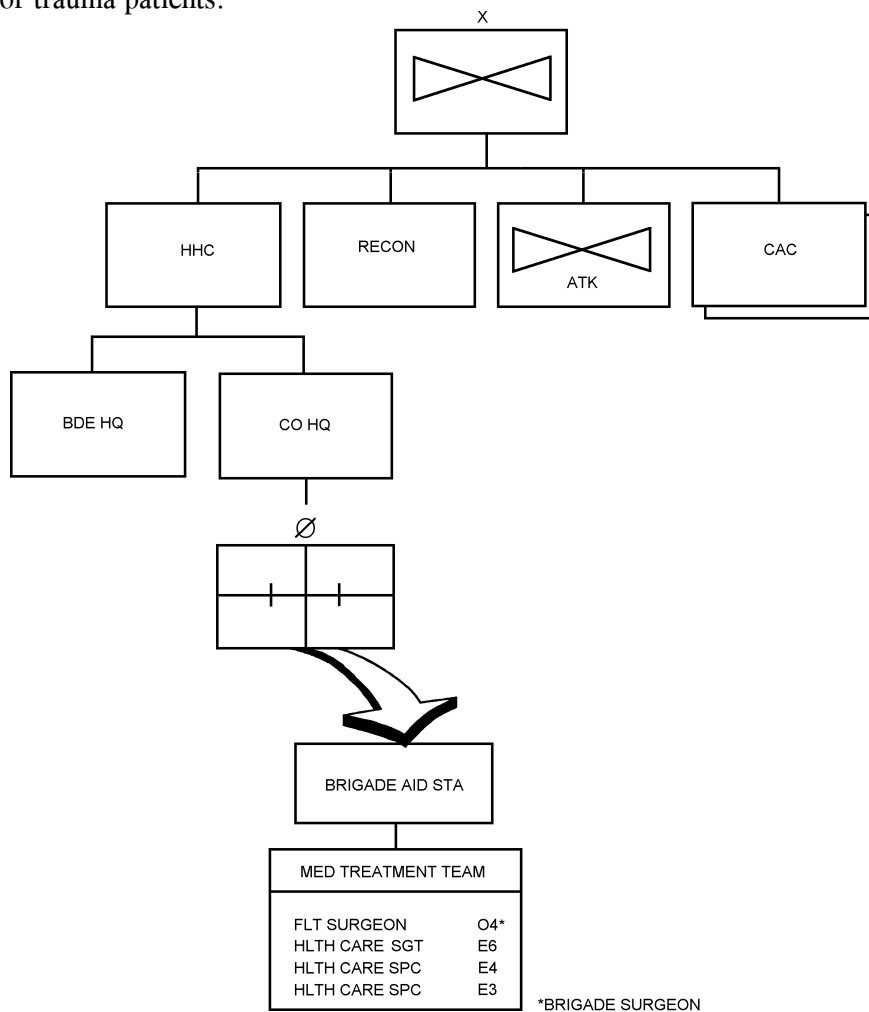 or trauma patients.
X
HHC
RECON
ATK
CAC
BDE HQ
CO HQ
Ø
BRIGADE AID STA
MED TREATMENT TEAM
FLT SURGEON O4*
HLTH CARE SGT E6
HLTH CARE SPC E4
HLTH CARE SPC E3
*BRIGADE SURGEON